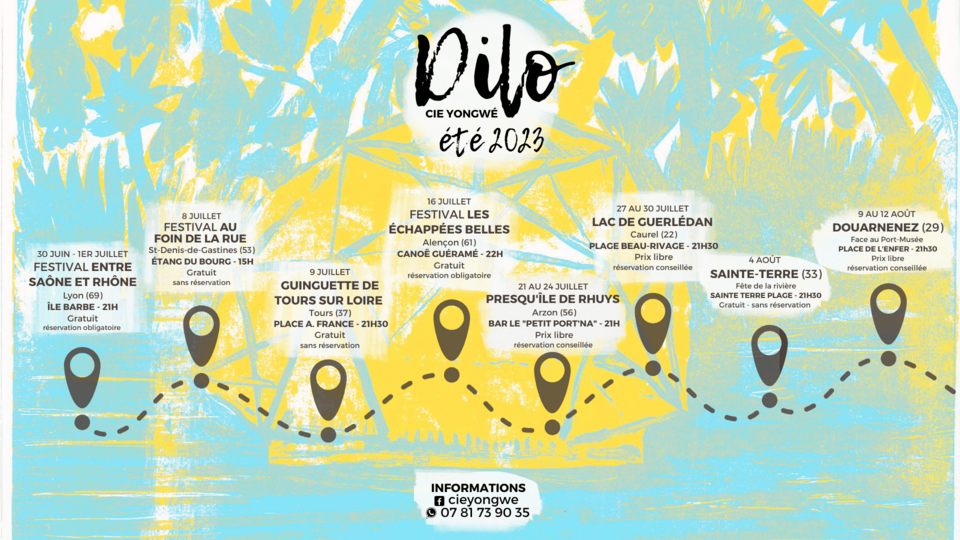 Dilo
CIE YONGWÉ
été 2023
30 JUIN - 1ER JUILLET
FESTIVAL ENTRE
SAÔNE ET RHÔNE
Lyon (69)
ÎLE BARBE - 21H
Gratuit
réservation obligatoire
8 JUILLET
FESTIVAL AU
FOIN DE LA RUE
St-Denis-de-Gastines (53)
ÉTANG DU BOURG - 15H
Gratuit
sans réservation
9 JUILLET
GUINGUETTE DE
TOURS SUR LOIRE
Tours (37)
PLACE A. FRANCE - 21H30
Gratuit
sans réservation
16 JUILLET
FESTIVAL LES
ÉCHAPPÉES BELLES
Alençon (61)
CANOË GUÉRAMÉ - 22H
Gratuit
réservation obligatoire
21 AU 24 JUILLET
PRESQU'ÎLE DE RHUYS
Arzon (56)
BAR LE "PETIT PORT'NA" - 21H
Prix libre
réservation conseillée
27 AU 30 JUILLET
LAC DE GUERLÉDAN
Caurel (22)
PLAGE BEAU-RIVAGE - 21H30
Prix libre
réservation conseillée
4 AOÛT
SAINTE-TERRE (33)
Fête de la rivière
SAINTE TERRE PLAGE - 21H30
Gratuit - sans réservation
9 AU 12 AOÛT
DOUARNENEZ (29)
Face au Port-Musée
PLACE DE L'ENFER - 21h30
Prix libre
réservation conseillée
INFORMATIONS
cieyongwe
07 81 73 90 35